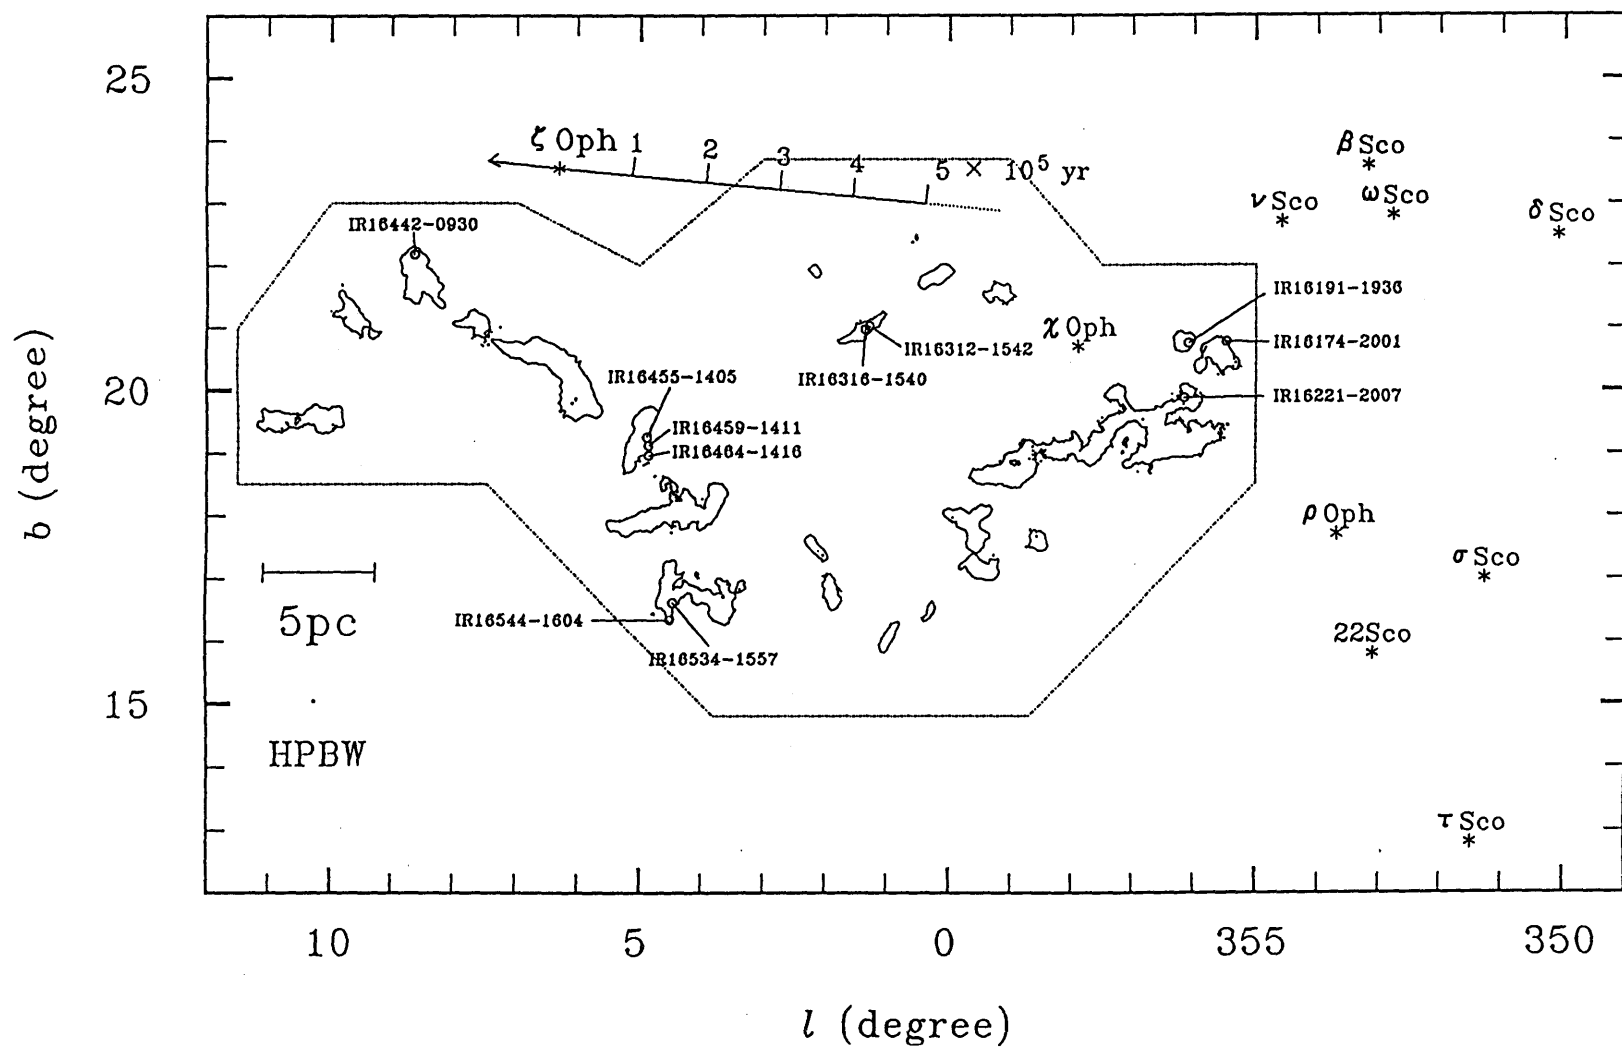 25
20
15
b (degree)
ζ Oph
1
2
3
4
5 × 10⁵ yr
β Sco
ν Sco
ω Sco
δ Sco
IR16442-0930
IR16191-1936
χ Oph
IR16174-2001
IR16312-1542
IR16316-1540
IR16455-1405
IR16221-2007
IR16459-1411
IR16464-1416
ρ Oph
σ Sco
5pc
IR16544-1604
22Sco
IR16534-1557
HPBW
τ Sco
10
5
0
355
350
l (degree)